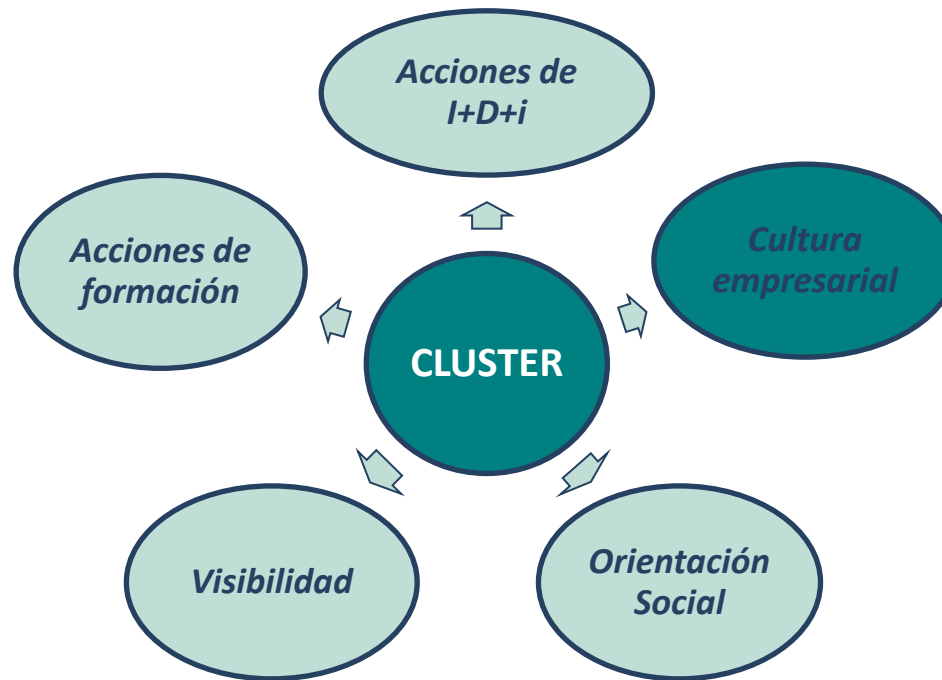 Acciones de
I+D+i
Cultura
empresarial
Acciones de
formación
CLUSTER
Orientación
Social
Visibilidad